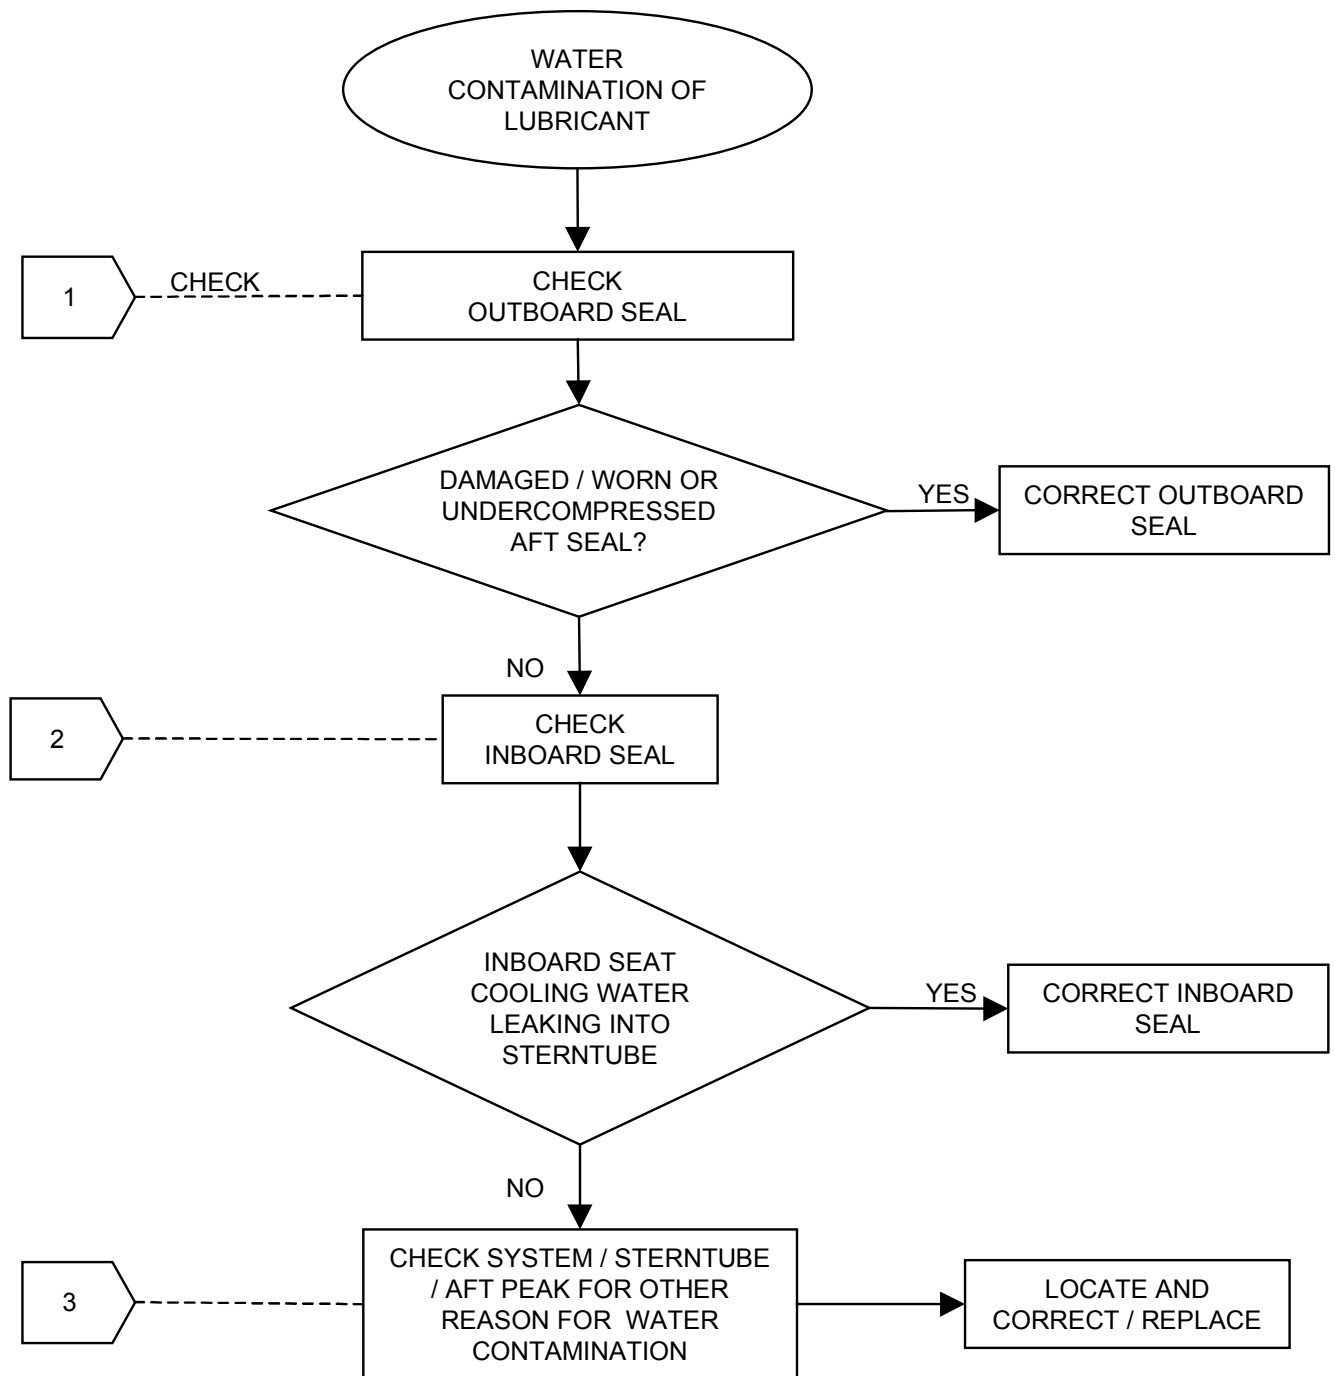 WATER
CONTAMINATION OF
LUBRICANT
1
CHECK
CHECK
OUTBOARD SEAL
DAMAGED / WORN OR
UNDERCOMPRESSED
AFT SEAL?
YES
CORRECT OUTBOARD
SEAL
NO
2
CHECK
INBOARD SEAL
INBOARD SEAT
COOLING WATER
LEAKING INTO
STERNTUBE
YES
CORRECT INBOARD
SEAL
NO
3
CHECK SYSTEM / STERNTUBE
/ AFT PEAK FOR OTHER
REASON FOR WATER
CONTAMINATION
LOCATE AND
CORRECT / REPLACE